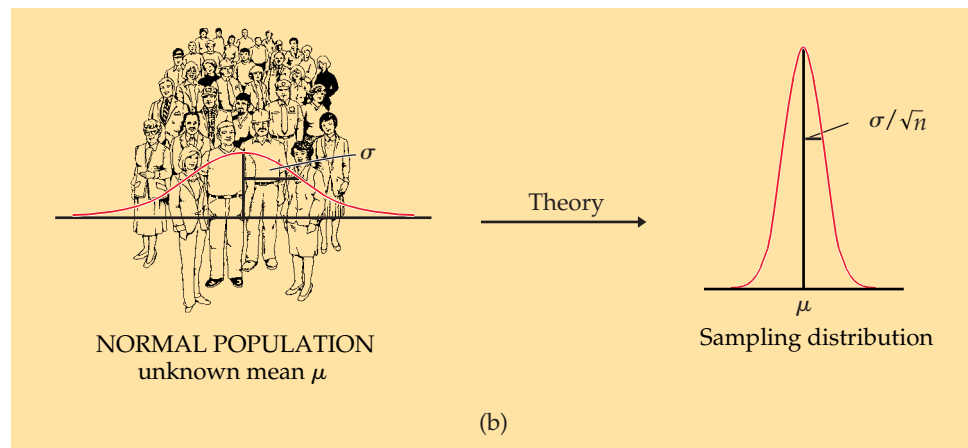 σ
NORMAL POPULATION
unknown mean μ
Theory
σ/√n
μ
Sampling distribution
(b)